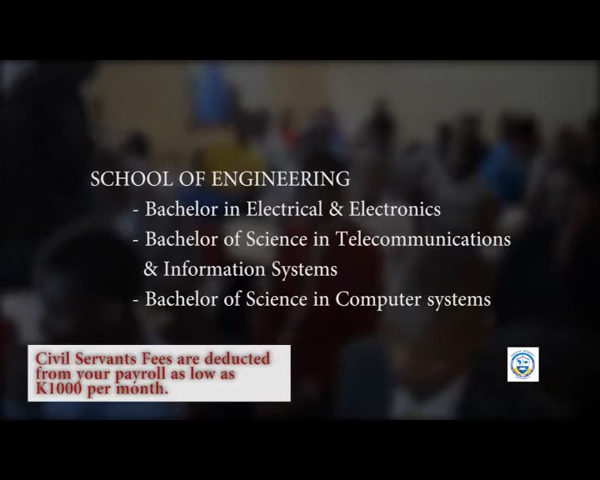 SCHOOL OF ENGINEERING
- Bachelor in Electrical & Electronics
- Bachelor of Science in Telecommunications
& Information Systems
- Bachelor of Science in Computer systems
Civil Servants Fees are deducted
from your payroll as low as
K1000 per month.